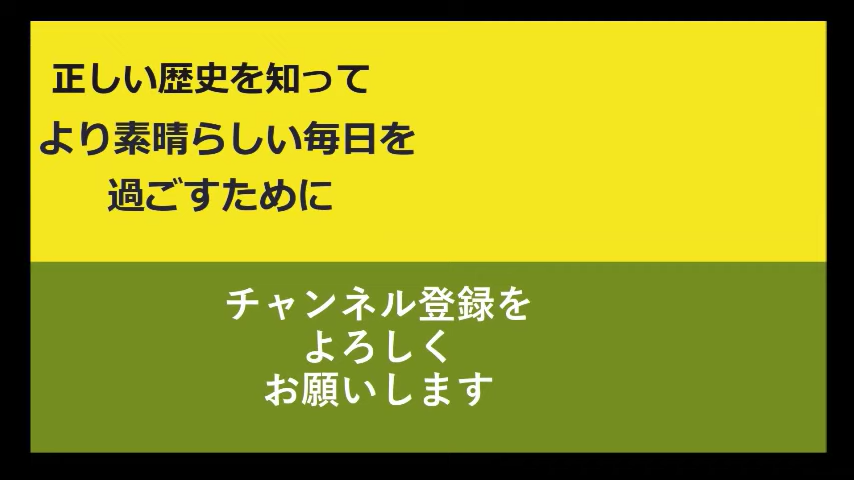 正しい歴史を知って
より素晴らしい毎日を
過ごすために
チャンネル登録を
よろしく
お願いします